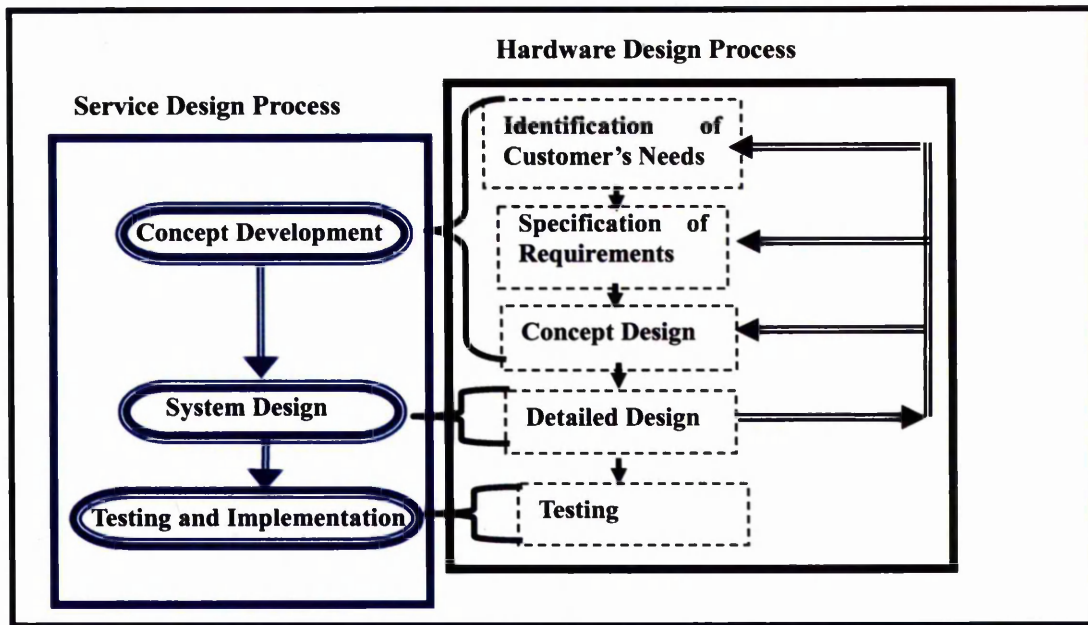 Hardware Design Process
Service Design Process
Identification of
Customer's Needs
Concept Development
Specification of
Requirements
Concept Design
System Design
Detailed Design
Testing and Implementation
Testing